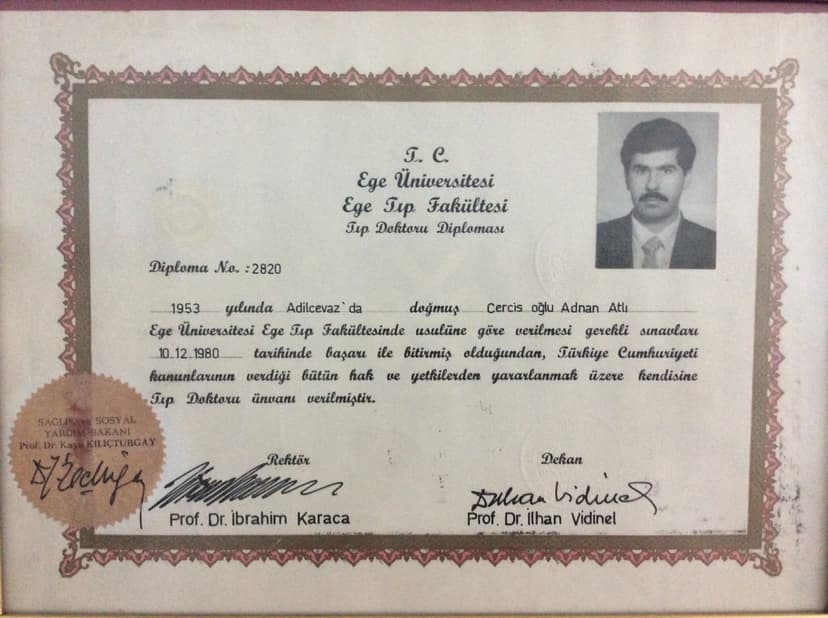 T. C.
Ege Üniversitesi
Ege Tıp Fakültesi
Tıp Doktoru Diploması
Diploma No. : 2820
1953 yılında Adilcevaz`da doğmuş Cercis oğlu Adnan Atlı
Ege Üniversitesi Ege Tıp Fakültesinde usulüne göre verilmesi gerekli sınavları
10.12.1980 tarihinde başarı ile bitirmiş olduğundan, Türkiye Cumhuriyeti
kanunlarının verdiği bütün hak ve yetkilerden yararlanmak üzere kendisine
Tıp Doktoru ünvanı verilmiştir.
SAĞLIK ve SOSYAL
YARDIM BAKANI
Prof. Dr. Kaya KILIÇTURGAY
Rektör
Prof. Dr. İbrahim Karaca
Dekan
İlhan Vidinel
Prof. Dr. İlhan Vidinel